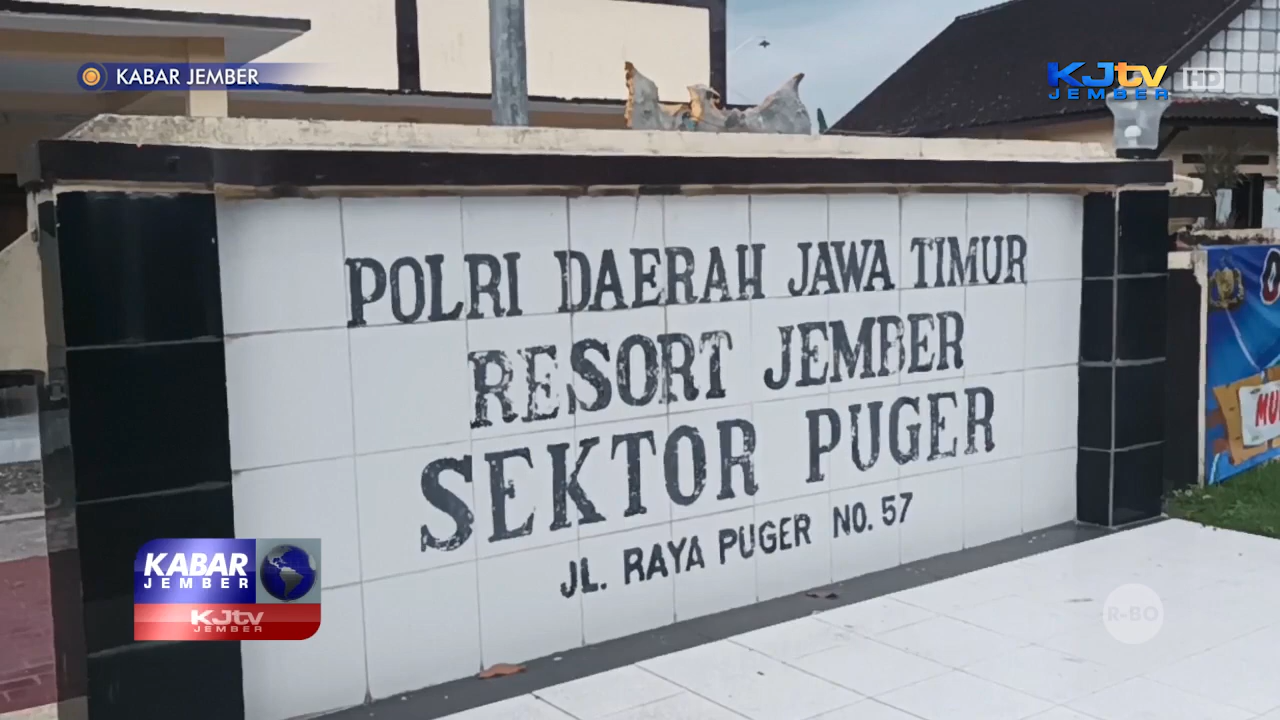 KABAR JEMBER
KJtv HD
JEMBER
POLRI DAERAH JAWA TIMUR
RESORT JEMBER
SEKTOR PUGER
JL. RAYA PUGER NO. 57
KABAR
JEMBER
KJtv
JEMBER
R-BO